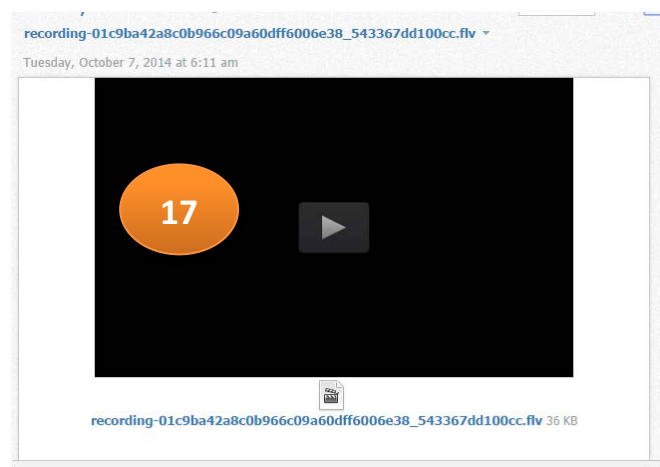 recording-01c9ba42a8c0b966c09a60dff6006e38_543367dd100cc.flv
Tuesday, October 7, 2014 at 6:11 am
17
recording-01c9ba42a8c0b966c09a60dff6006e38_543367dd100cc.flv 36 KB